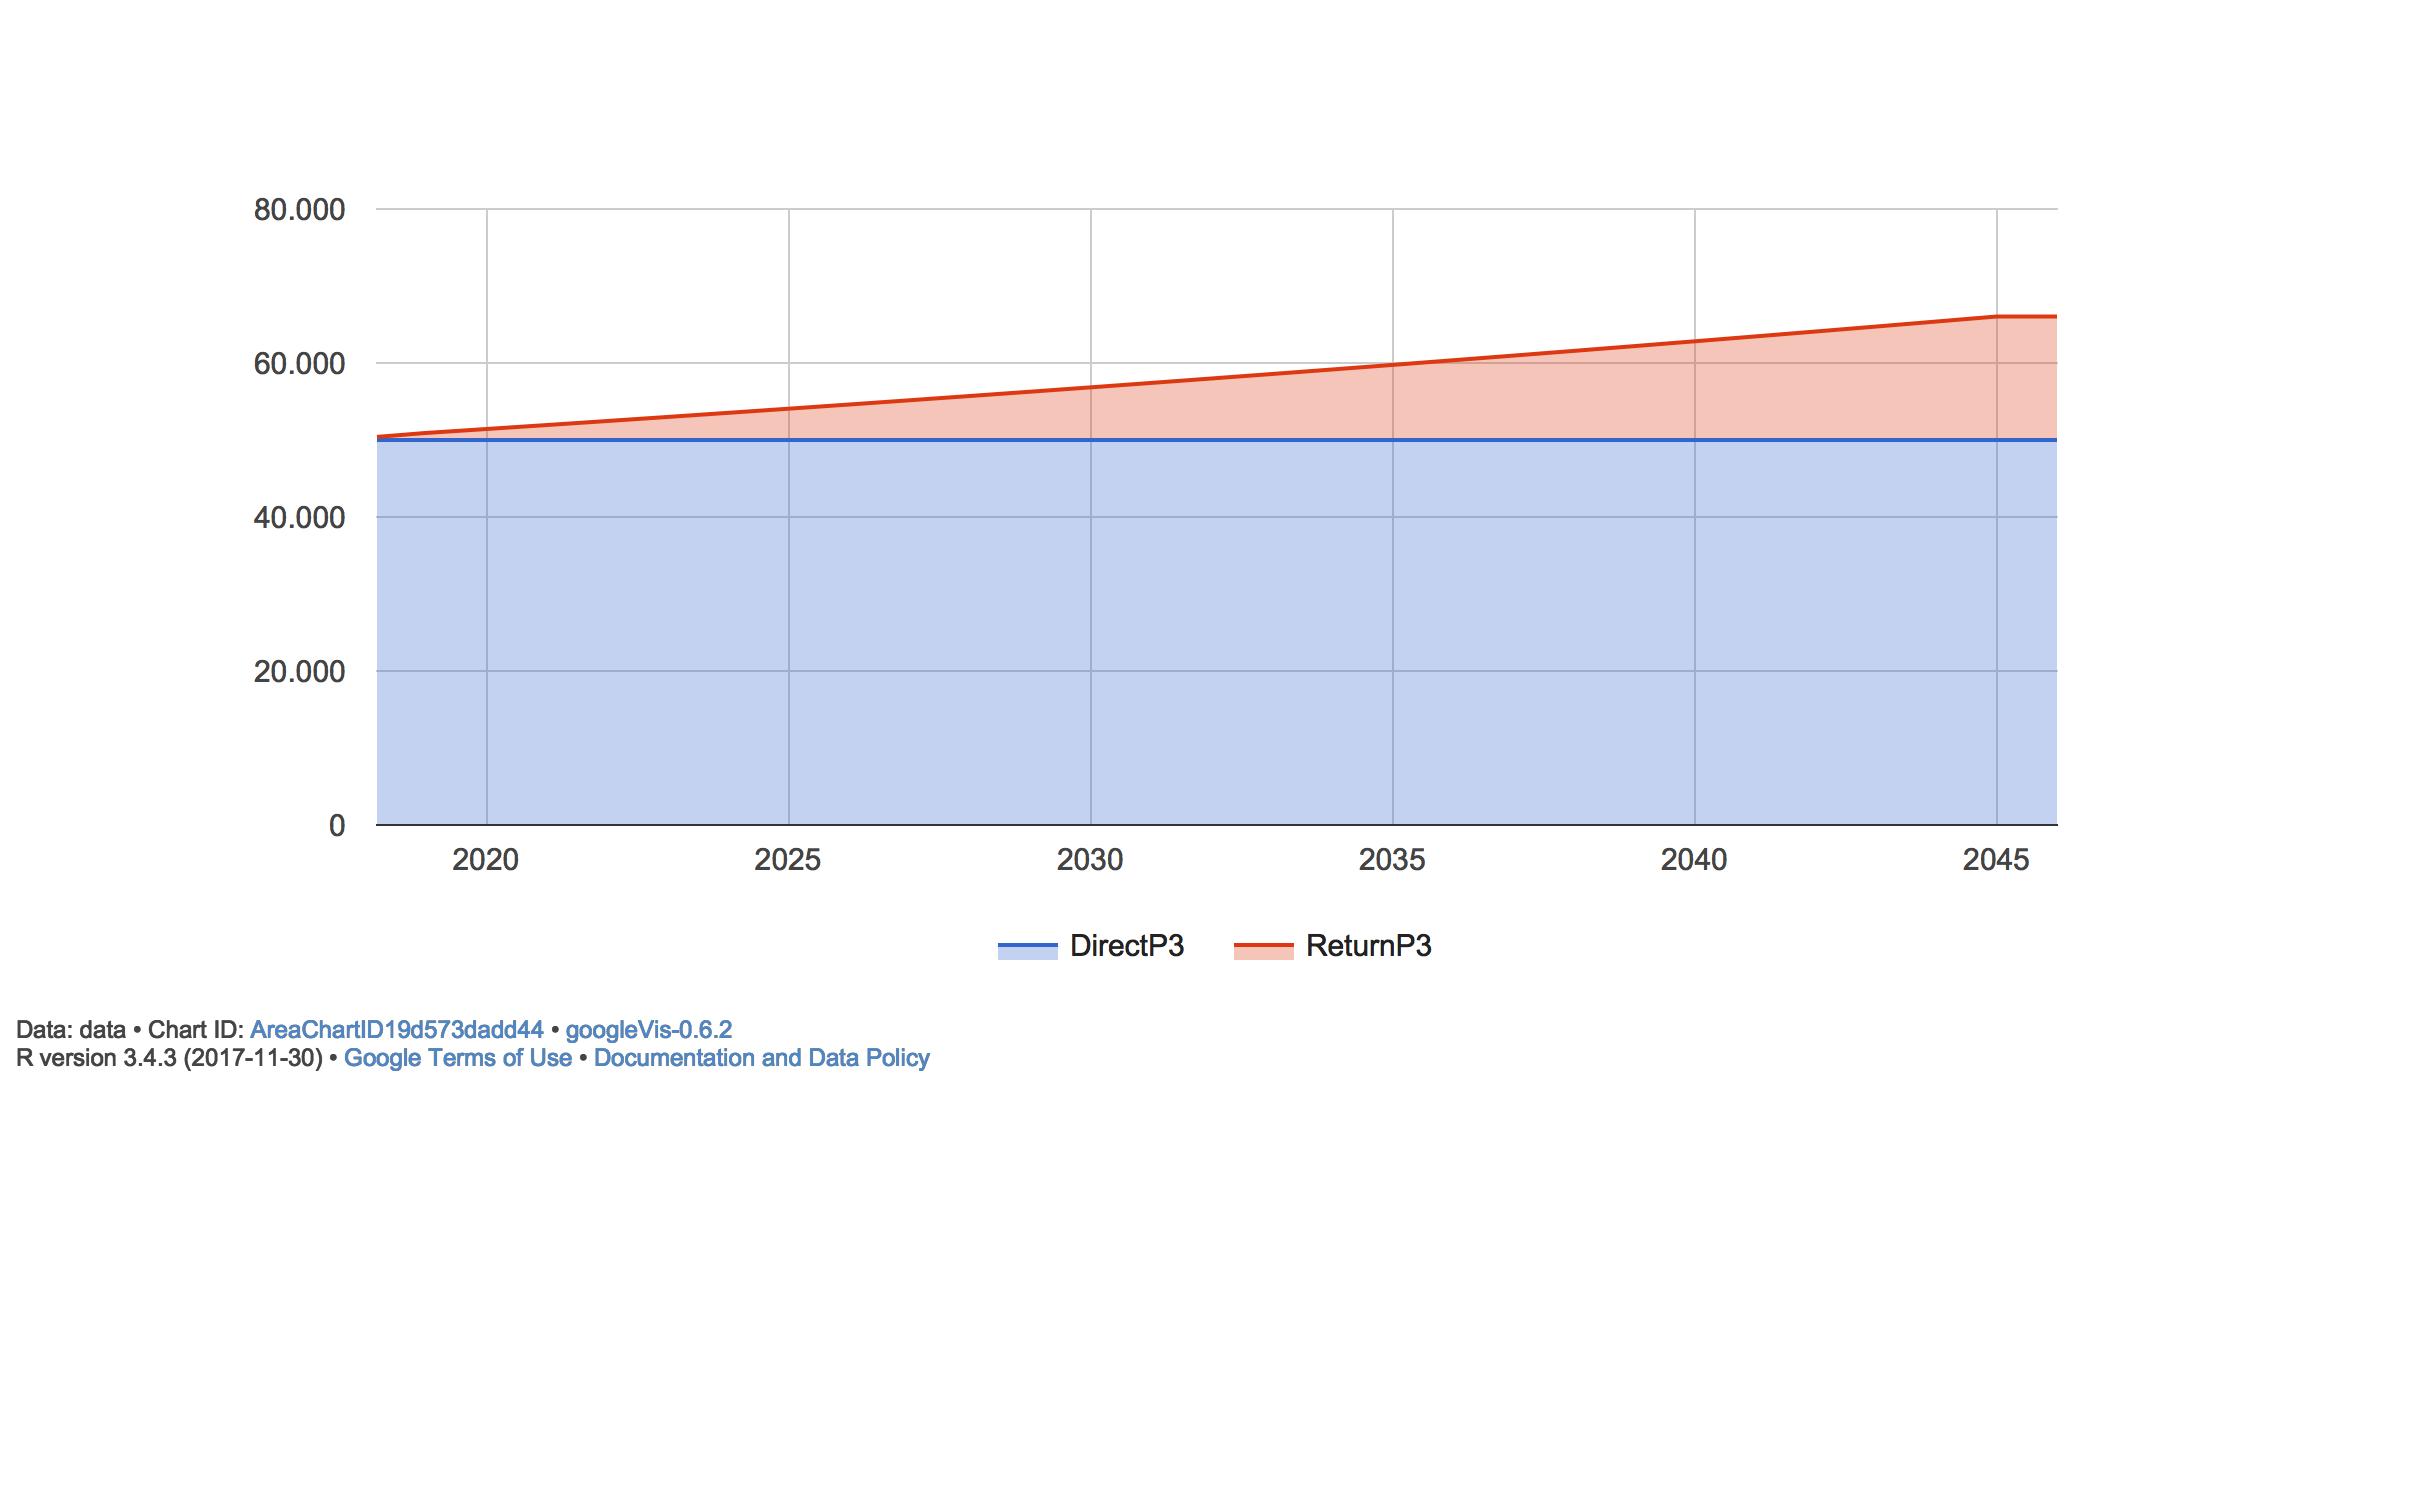 80.000
60.000
40.000
20.000
0
2020 2025 2030 2035 2040 2045
DirectP3 ReturnP3
Data: data • Chart ID: AreaChartID19d573dadd44 • googleVis-0.6.2
R version 3.4.3 (2017-11-30) • Google Terms of Use • Documentation and Data Policy